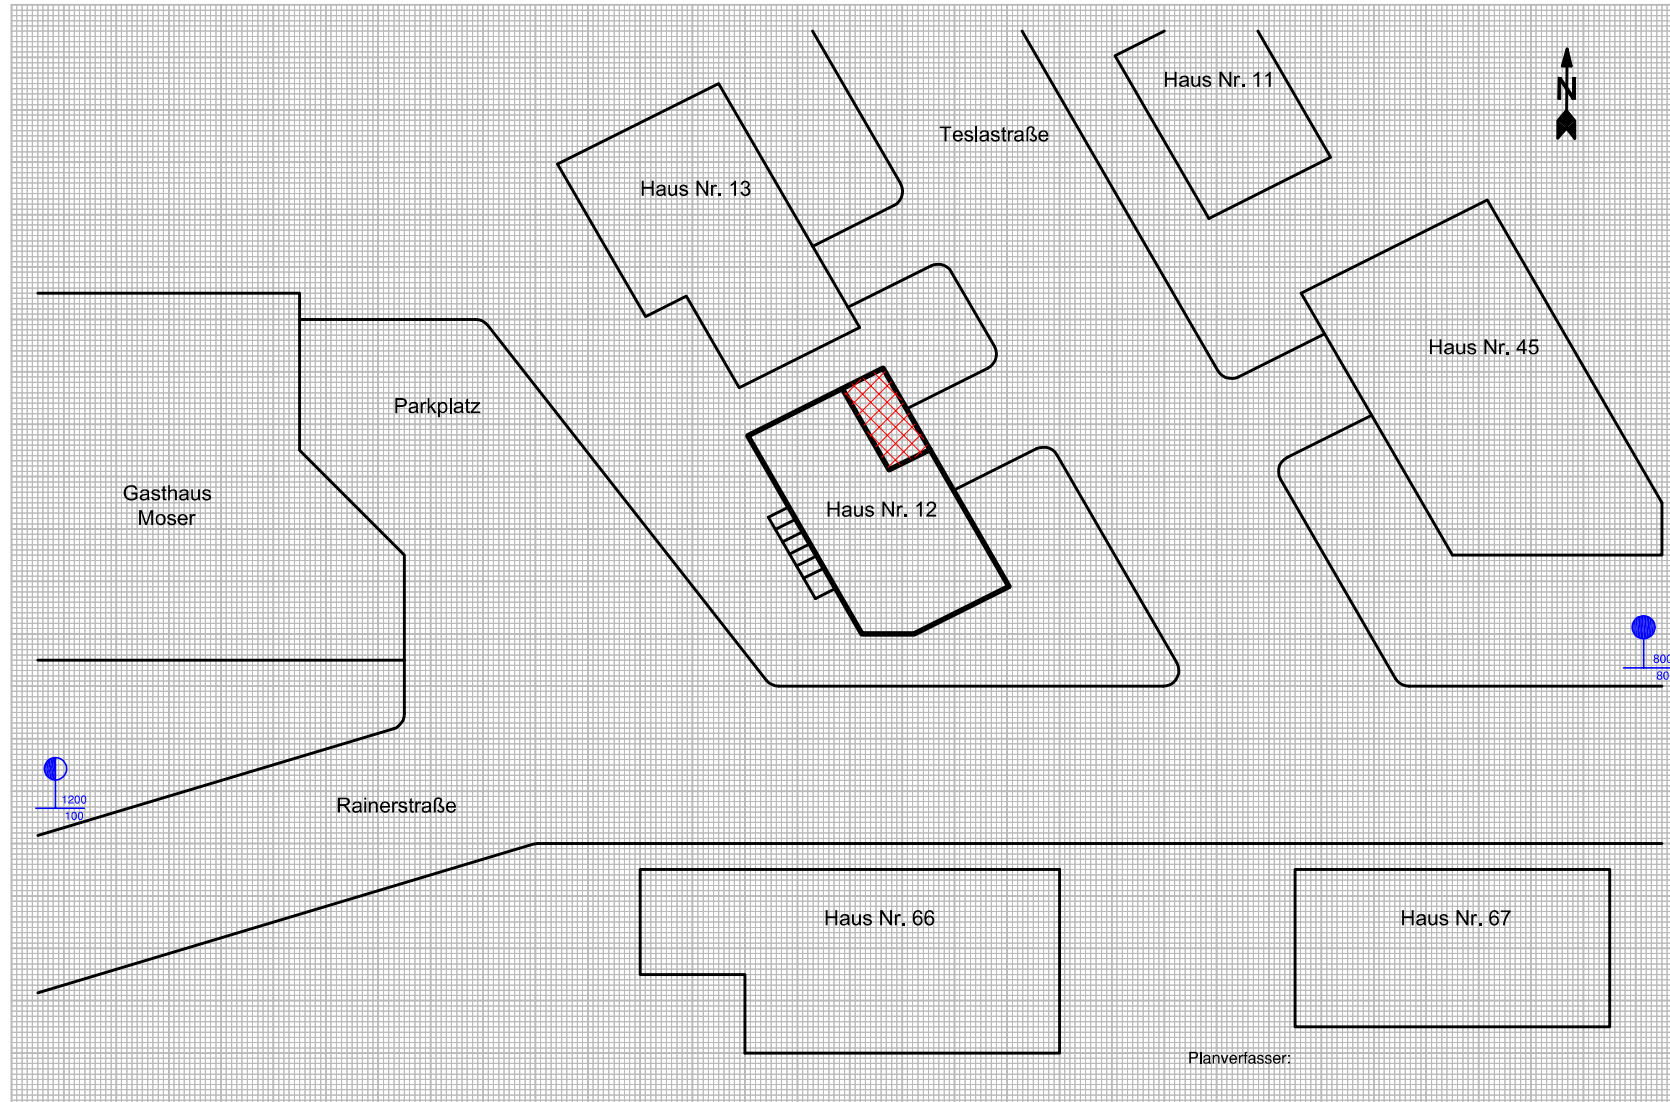 Haus Nr. 11
N
Teslastraße
Haus Nr. 13
Haus Nr. 45
Parkplatz
Gasthaus
Moser
Haus Nr. 12
800
80
1200
100
Rainerstraße
Haus Nr. 66
Haus Nr. 67
Planverfasser: